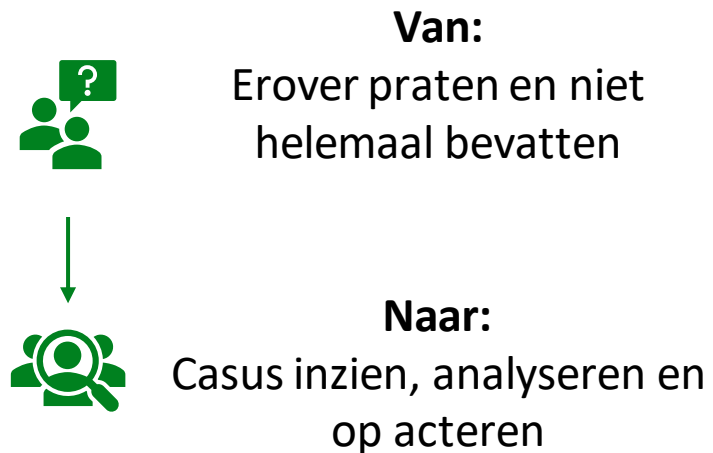 Van:
?
Erover praten en niet
helemaal bevatten
Naar:
Casus inzien, analyseren en
op acteren